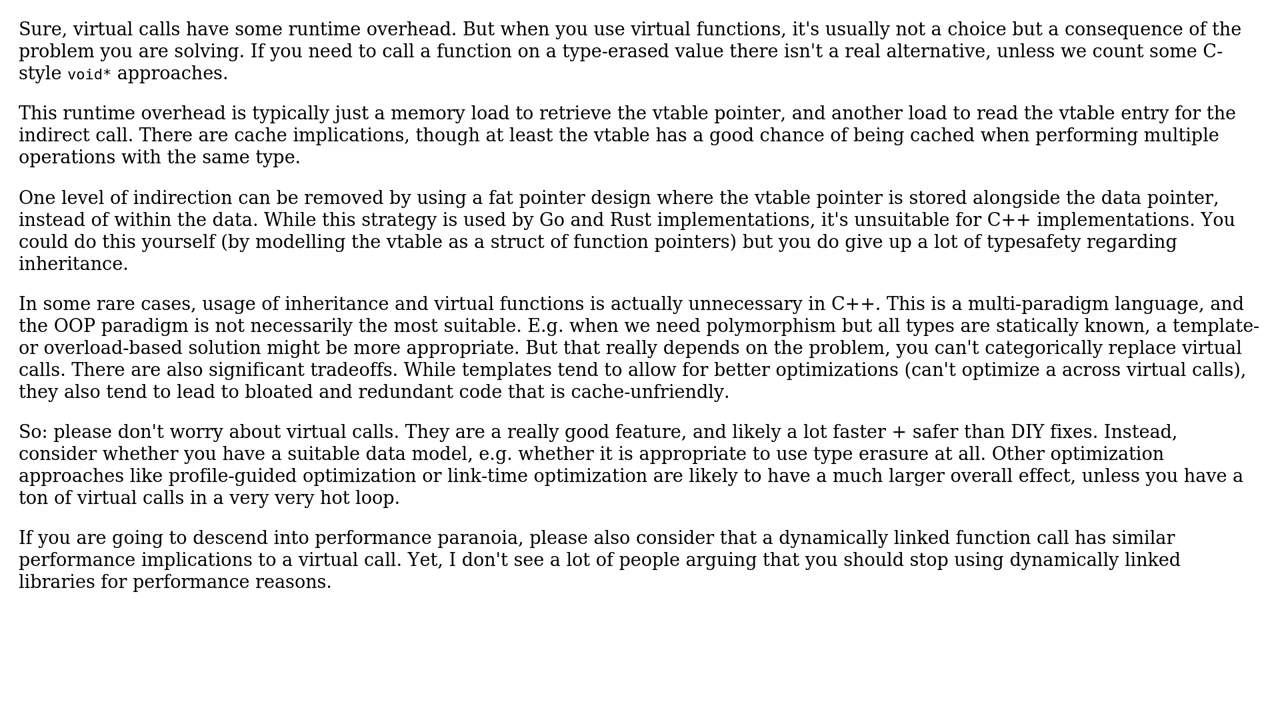 Sure, virtual calls have some runtime overhead. But when you use virtual functions, it's usually not a choice but a consequence of the
problem you are solving. If you need to call a function on a type-erased value there isn't a real alternative, unless we count some C-
style void* approaches.
This runtime overhead is typically just a memory load to retrieve the vtable pointer, and another load to read the vtable entry for the
indirect call. There are cache implications, though at least the vtable has a good chance of being cached when performing multiple
operations with the same type.
One level of indirection can be removed by using a fat pointer design where the vtable pointer is stored alongside the data pointer,
instead of within the data. While this strategy is used by Go and Rust implementations, it's unsuitable for C++ implementations. You
could do this yourself (by modelling the vtable as a struct of function pointers) but you do give up a lot of typesafety regarding
inheritance.
In some rare cases, usage of inheritance and virtual functions is actually unnecessary in C++. This is a multi-paradigm language, and
the OOP paradigm is not necessarily the most suitable. E.g. when we need polymorphism but all types are statically known, a template-
or overload-based solution might be more appropriate. But that really depends on the problem, you can't categorically replace virtual
calls. There are also significant tradeoffs. While templates tend to allow for better optimizations (can't optimize a across virtual calls),
they also tend to lead to bloated and redundant code that is cache-unfriendly.
So: please don't worry about virtual calls. They are a really good feature, and likely a lot faster + safer than DIY fixes. Instead,
consider whether you have a suitable data model, e.g. whether it is appropriate to use type erasure at all. Other optimization
approaches like profile-guided optimization or link-time optimization are likely to have a much larger overall effect, unless you have a
ton of virtual calls in a very very hot loop.
If you are going to descend into performance paranoia, please also consider that a dynamically linked function call has similar
performance implications to a virtual call. Yet, I don't see a lot of people arguing that you should stop using dynamically linked
libraries for performance reasons.